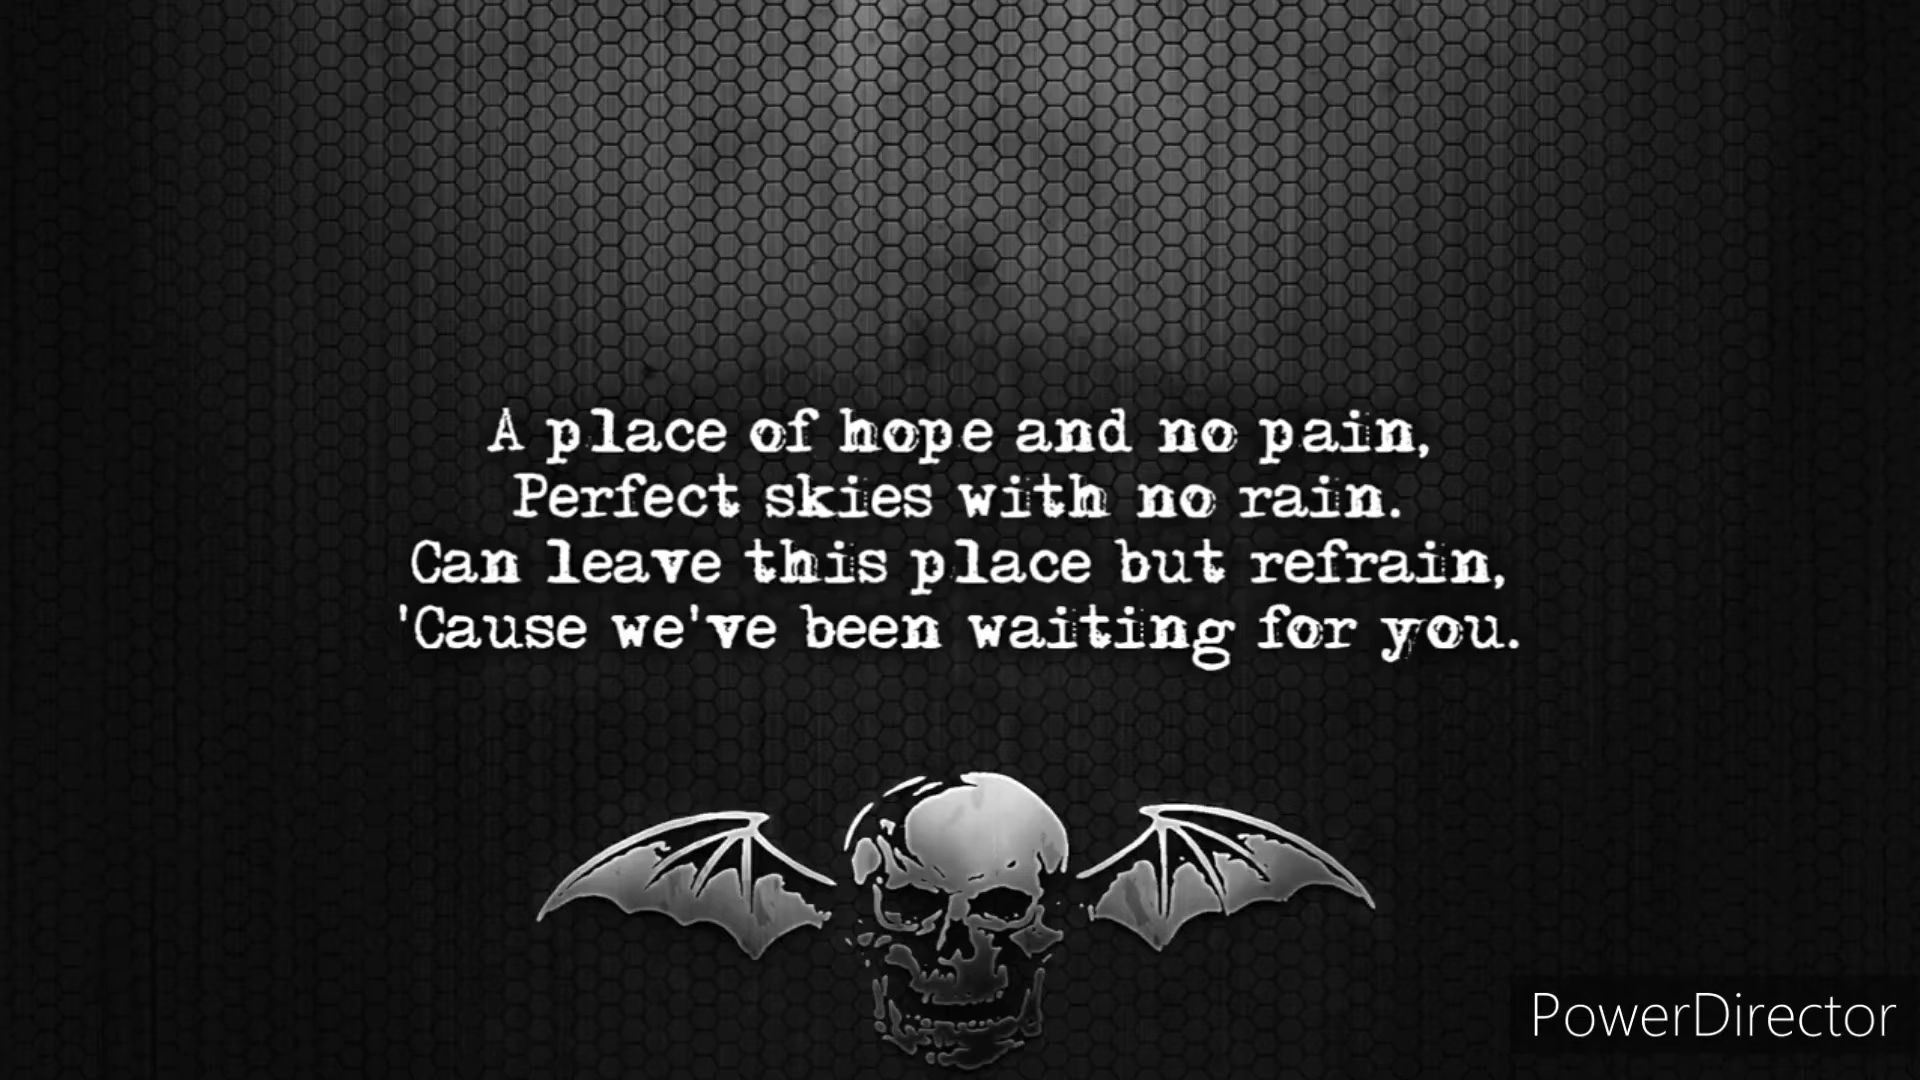 A place of hope and no pain,
Perfect skies with no rain.
Can leave this place but refrain,
'Cause we've been waiting for you.
PowerDirector